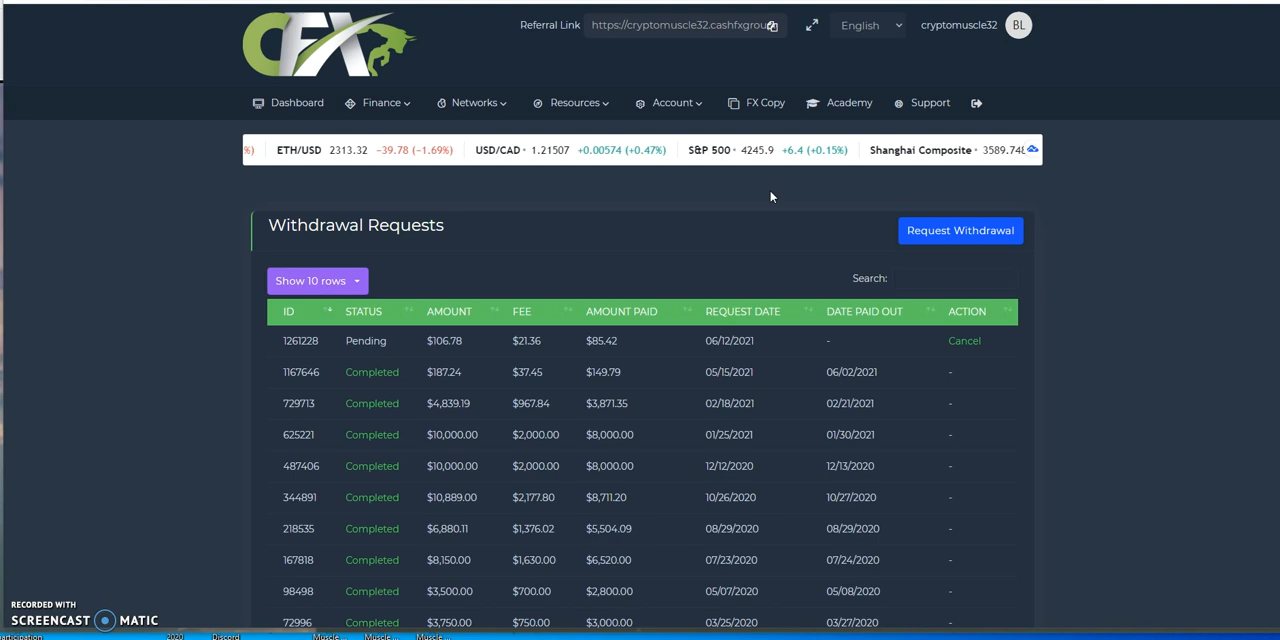 CFX
Referral Link https://cryptomuscle32.cashfxgrou English cryptomuscle32 BL
Dashboard Finance Networks Resources Account FX Copy Academy Support
%) ETH/USD 2313.32 −39.78 (−1.69%) USD/CAD 1.21507 +0.00574 (+0.47%) S&P 500 4245.9 +6.4 (+0.15%) Shanghai Composite 3589.748
Withdrawal Requests
Request Withdrawal
Show 10 rows
Search:
ID STATUS AMOUNT FEE AMOUNT PAID REQUEST DATE DATE PAID OUT ACTION
1261228 Pending $106.78 $21.36 $85.42 06/12/2021 - Cancel
1167646 Completed $187.24 $37.45 $149.79 05/15/2021 06/02/2021 -
729713 Completed $4,839.19 $967.84 $3,871.35 02/18/2021 02/21/2021 -
625221 Completed $10,000.00 $2,000.00 $8,000.00 01/25/2021 01/30/2021 -
487406 Completed $10,000.00 $2,000.00 $8,000.00 12/12/2020 12/13/2020 -
344891 Completed $10,889.00 $2,177.80 $8,711.20 10/26/2020 10/27/2020 -
218535 Completed $6,880.11 $1,376.02 $5,504.09 08/29/2020 08/29/2020 -
167818 Completed $8,150.00 $1,630.00 $6,520.00 07/23/2020 07/24/2020 -
98498 Completed $3,500.00 $700.00 $2,800.00 05/07/2020 05/08/2020 -
72996 Completed $3,750.00 $750.00 $3,000.00 03/25/2020 03/27/2020 -
RECORDED WITH
SCREENCAST MATIC
articipation 2020 Discord Muscle... Muscle... Muscle...